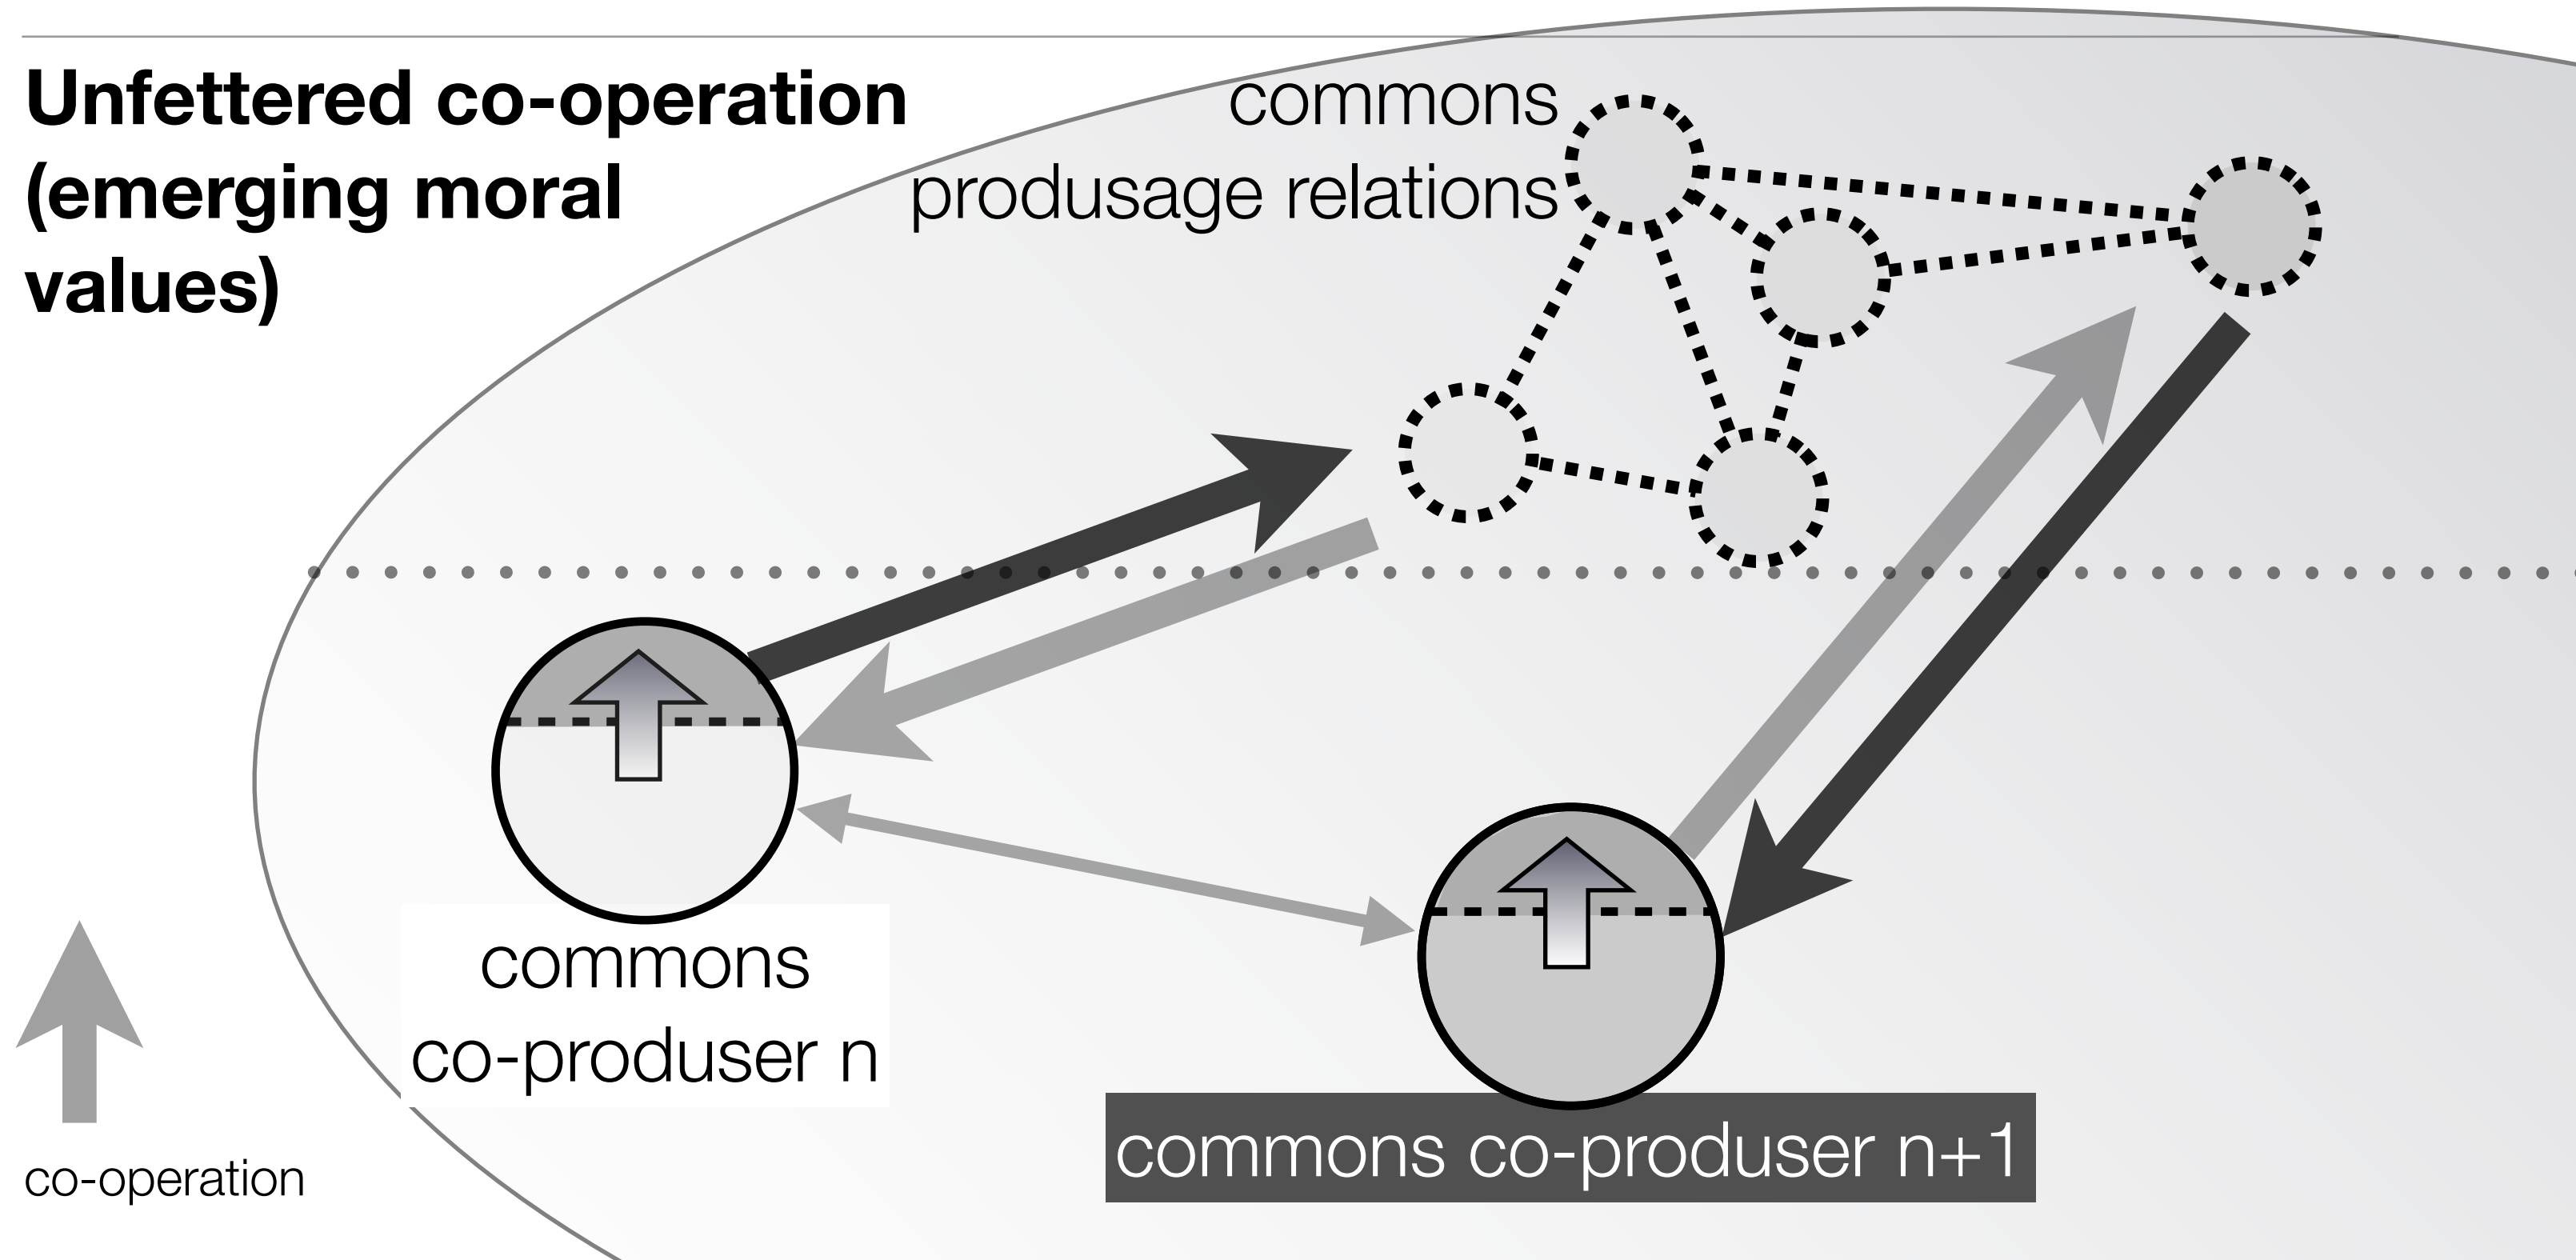 Unfettered co-operation
(emerging moral
values)
commons
produsage relations
commons
co-produser n
commons co-produser n+1
co-operation